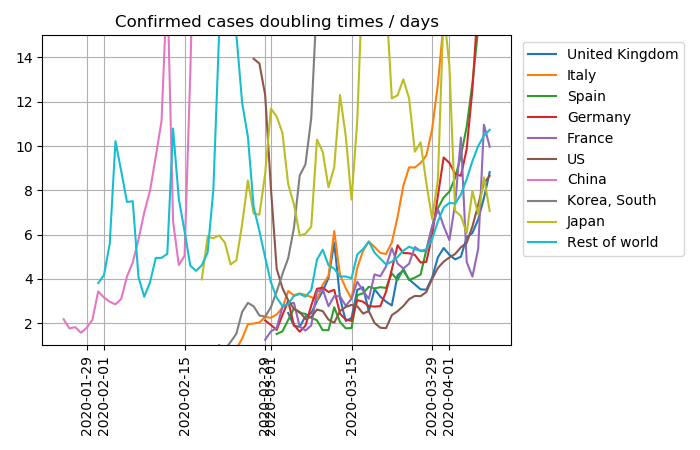 Confirmed cases doubling times / days
14
12
10
8
6
4
2
2020-01-29
2020-02-01
2020-02-15
2020-02-29
2020-03-01
2020-03-15
2020-03-29
2020-04-01
United Kingdom
Italy
Spain
Germany
France
US
China
Korea, South
Japan
Rest of world